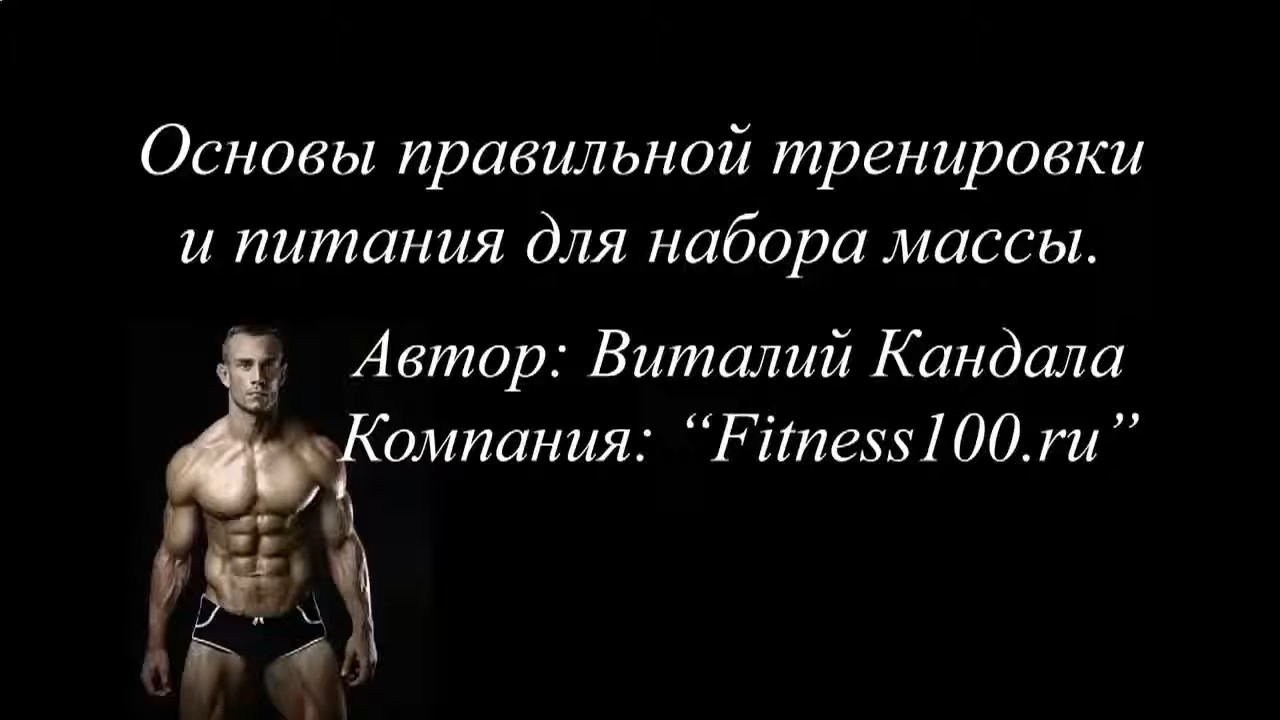 Основы правильной тренировки
и питания для набора массы.
Автор: Виталий Кандала
Компания: “Fitness100.ru”